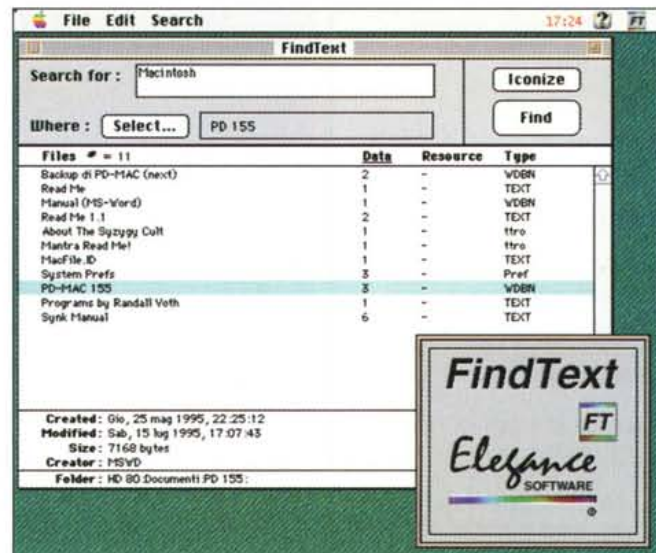 File Edit Search 17:24 FT
FindText
Search for : Macintosh
Iconize
Where : Select... PD 155
Find
Files # = 11 Data Resource Type
Backup di PD-MAC (next) 2 - WDBN
Read Me 1 - TEXT
Manual (MS-Word) 1 - WDBN
Read Me 1.1 2 - TEXT
About The Syzygy Cult 1 - ttro
Mantra Read Me! 1 - ttro
MacFile.ID 1 - TEXT
System Prefs 3 - Pref
PD-MAC 155 3 - WDBN
Programs by Randall Voth 1 - TEXT
Synk Manual 6 - TEXT
Created : Gio, 25 mag 1995, 22:25:12
Modified : Sab, 15 lug 1995, 17:07:43
Size : 7168 bytes
Creator : MSWD
Folder : HD 80:Documenti:PD 155:
FindText
FT
Elegance
SOFTWARE
®